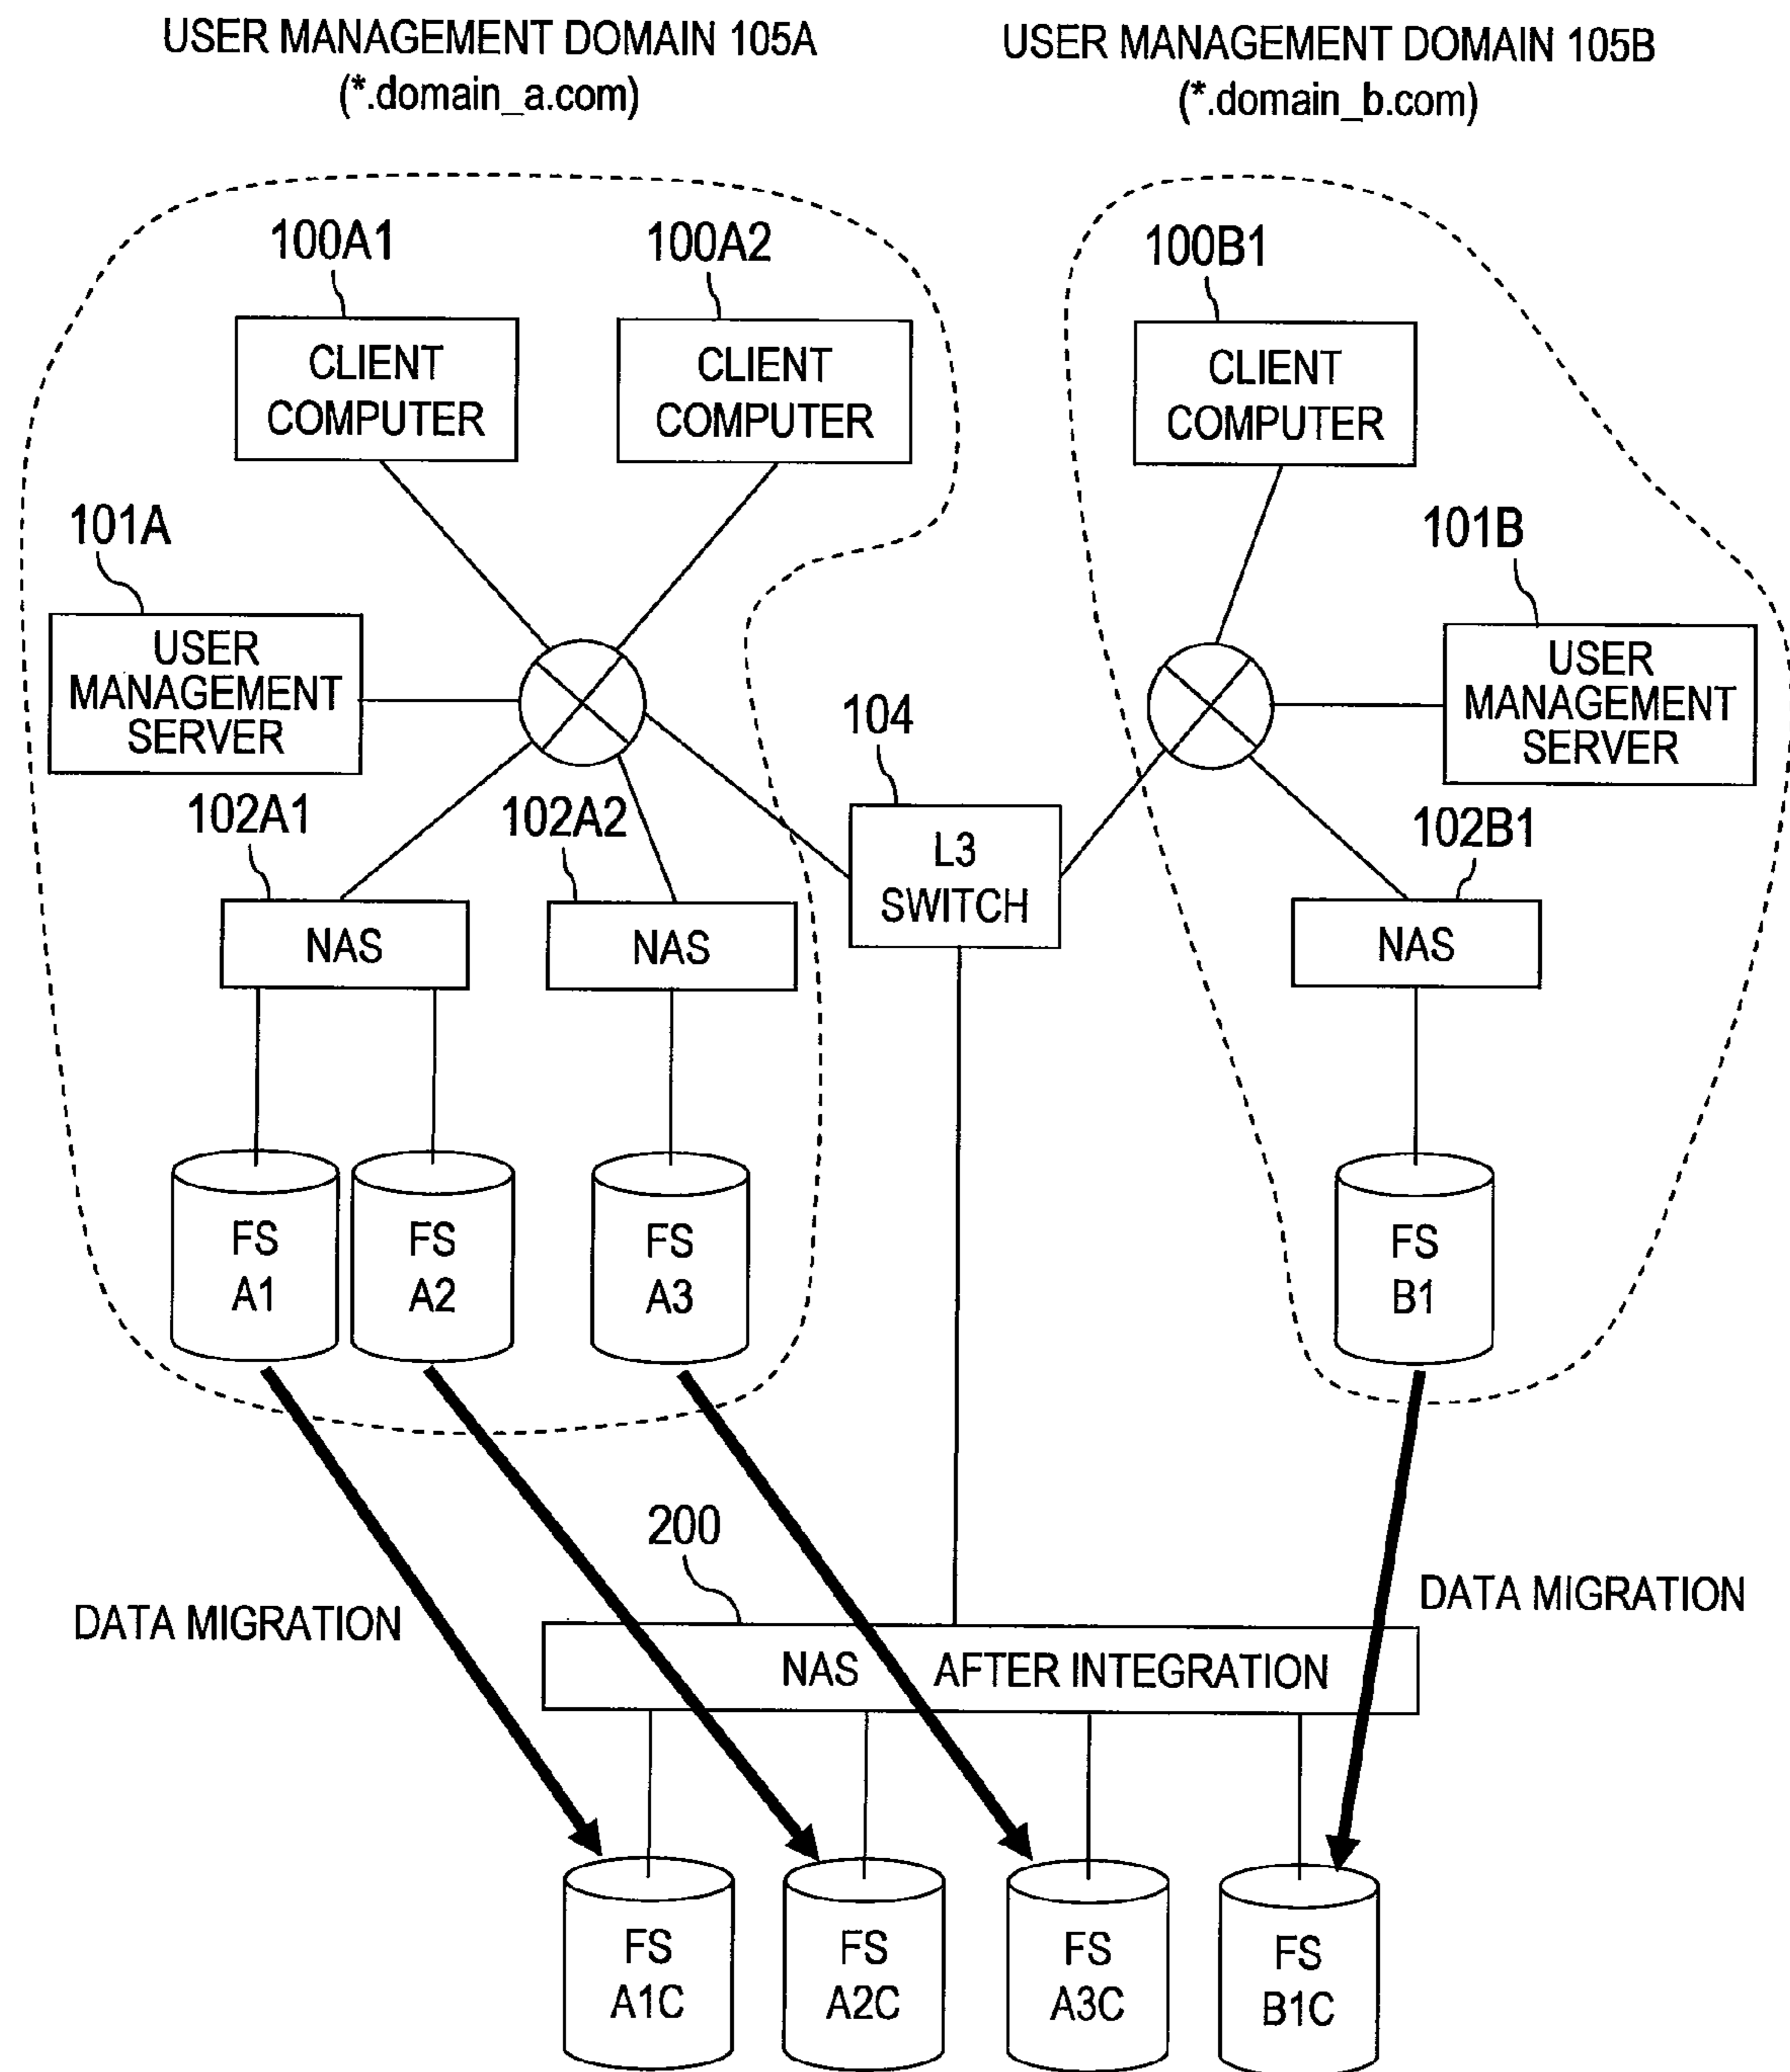 USER MANAGEMENT DOMAIN 105A
(*.domain_a.com)
USER MANAGEMENT DOMAIN 105B
(*.domain_b.com)
100A1
100A2
100B1
CLIENT
COMPUTER
CLIENT
COMPUTER
CLIENT
COMPUTER
101A
101B
USER
MANAGEMENT
SERVER
USER
MANAGEMENT
SERVER
104
102A1
102A2
102B1
L3
SWITCH
NAS
NAS
NAS
FS
A1
FS
A2
FS
A3
FS
B1
200
DATA MIGRATION
DATA MIGRATION
NAS AFTER INTEGRATION
FS
A1C
FS
A2C
FS
A3C
FS
B1C